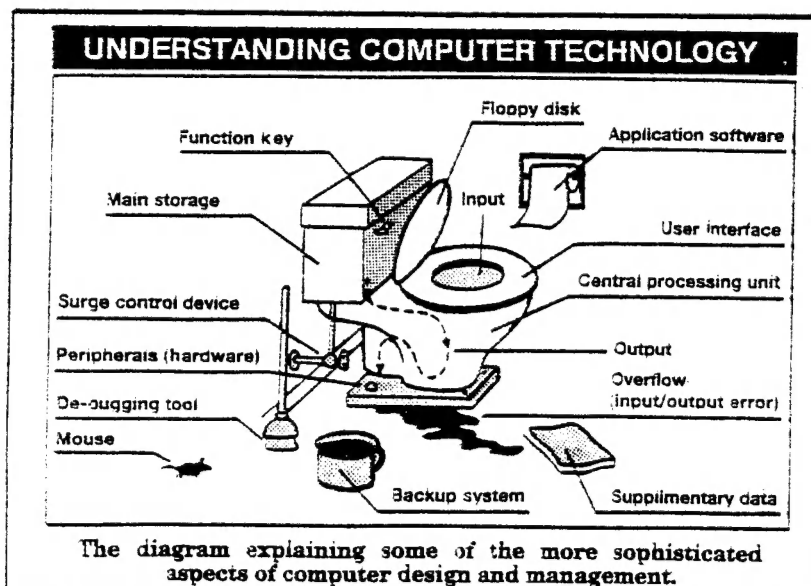 UNDERSTANDING COMPUTER TECHNOLOGY
Floppy disk
Function key
Application software
Main storage
Input
User interface
Central processing unit
Surge control device
Output
Peripherals (hardware)
Overflow
(input/output error)
De-bugging tool
Mouse
Backup system
Supplimentary data
The diagram explaining some of the more sophisticated
aspects of computer design and management.